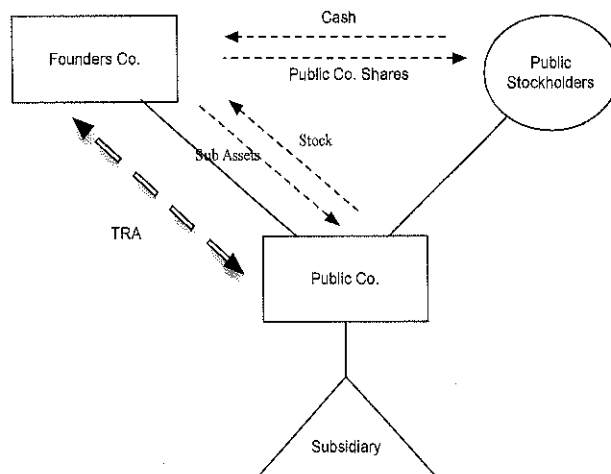 Cash
Founders Co.
Public Co. Shares
Public
Stockholders
Stock
Sub Assets
TRA
Public Co.
Subsidiary